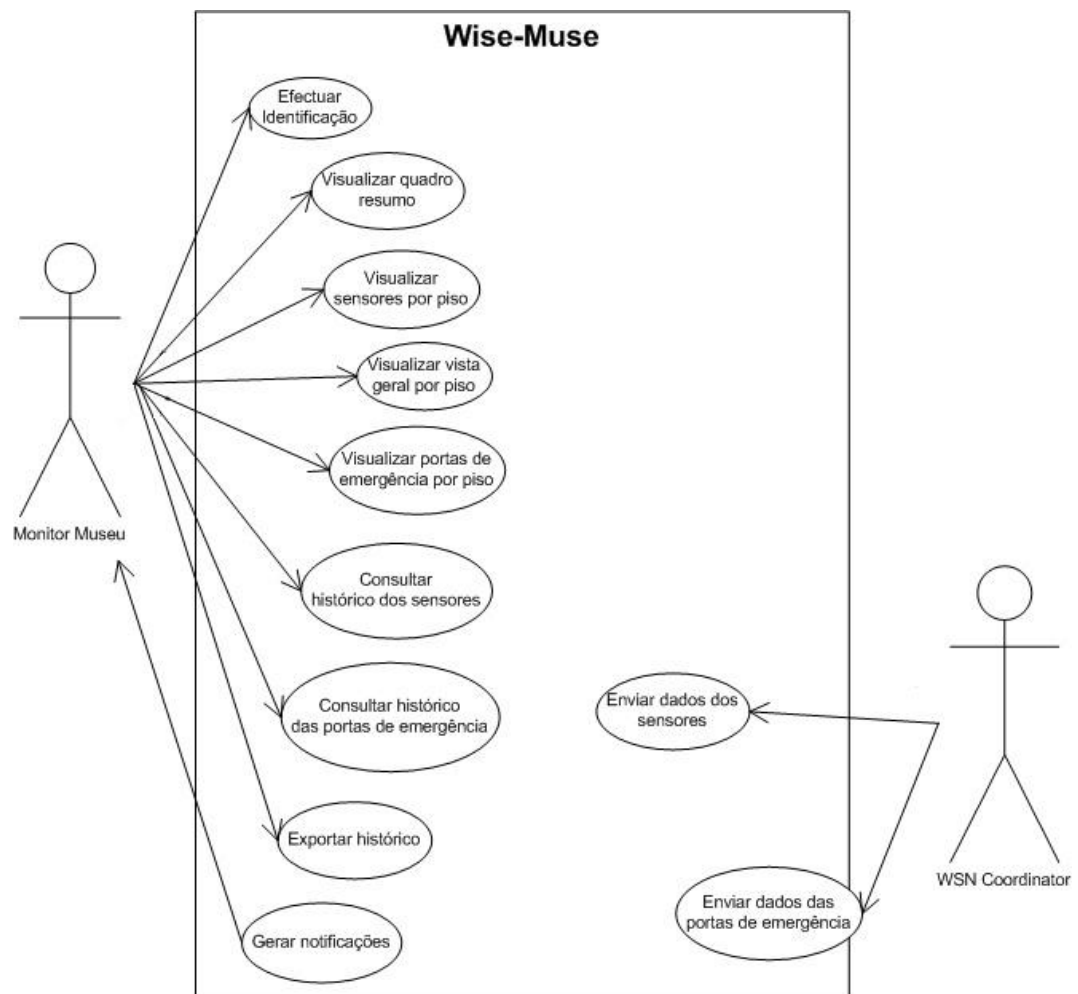 Wise-Muse
Efectuar
Identificação
Visualizar quadro
resumo
Visualizar
sensores por piso
Visualizar vista
geral por piso
Visualizar portas de
emergência por piso
Monitor Museu
Consultar
histórico dos sensores
Consultar histórico
das portas de emergência
Enviar dados dos
sensores
Exportar histórico
WSN Coordinator
Enviar dados das
portas de emergência
Gerar notificações